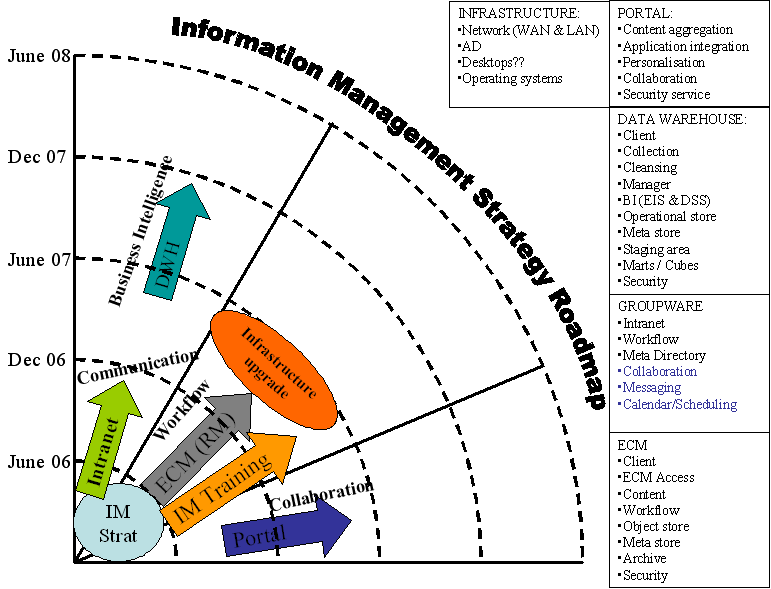 Information Management Strategy Roadmap
June 08
Dec 07
June 07
Dec 06
June 06
Business Intelligence
DWH
Communication
Intranet
Workflow
ECM (RM)
IM Training
Infrastructure
upgrade
Collaboration
Portal
IM
Strat
INFRASTRUCTURE:
•Network (WAN & LAN)
•AD
•Desktops??
•Operating systems
PORTAL:
•Content aggregation
•Application integration
•Personalisation
•Collaboration
•Security service
DATA WAREHOUSE:
•Client
•Collection
•Cleansing
•Manager
•BI (EIS & DSS)
•Operational store
•Meta store
•Staging area
•Marts / Cubes
•Security
GROUPWARE
•Intranet
•Workflow
•Meta Directory
•Collaboration
•Messaging
•Calendar/Scheduling
ECM
•Client
•ECM Access
•Content
•Workflow
•Object store
•Meta store
•Archive
•Security